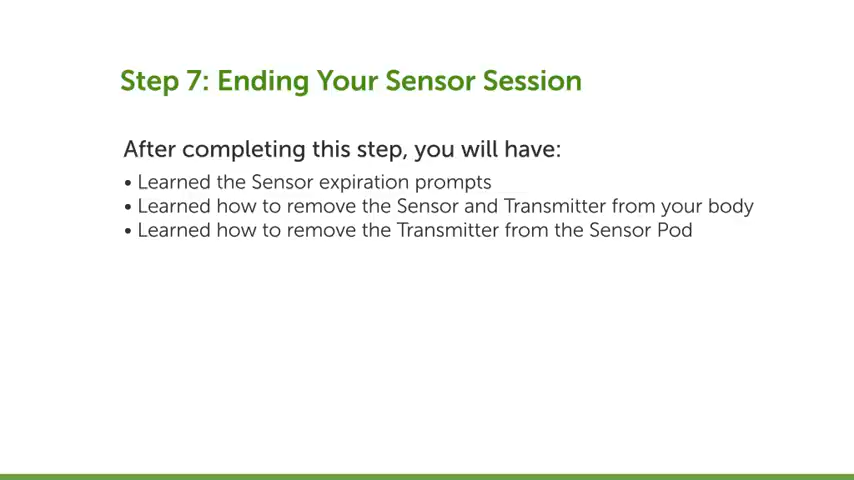 Step 7: Ending Your Sensor Session
After completing this step, you will have:
• Learned the Sensor expiration prompts
• Learned how to remove the Sensor and Transmitter from your body
• Learned how to remove the Transmitter from the Sensor Pod